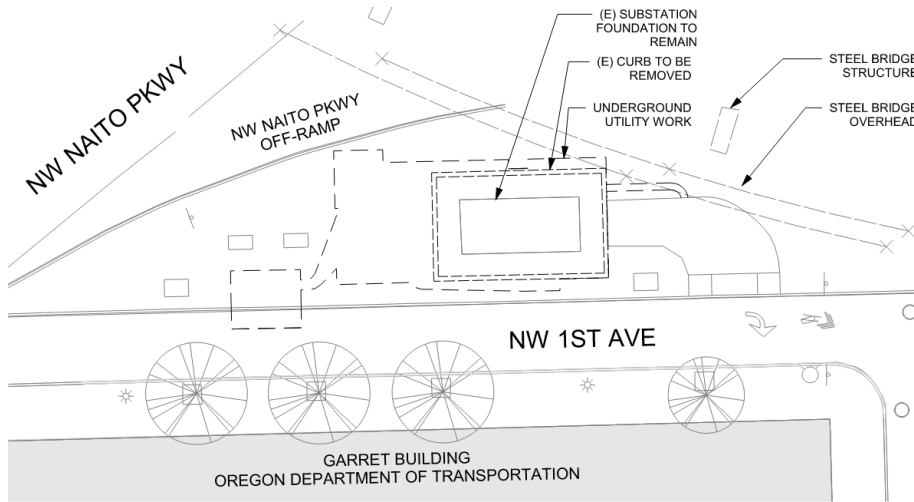 (E) SUBSTATION
FOUNDATION TO
REMAIN
(E) CURB TO BE
REMOVED
UNDERGROUND
UTILITY WORK
STEEL BRIDGE
STRUCTURE
STEEL BRIDGE
OVERHEAD
NW NAITO PKWY
NW NAITO PKWY
OFF-RAMP
NW 1ST AVE
GARRET BUILDING
OREGON DEPARTMENT OF TRANSPORTATION